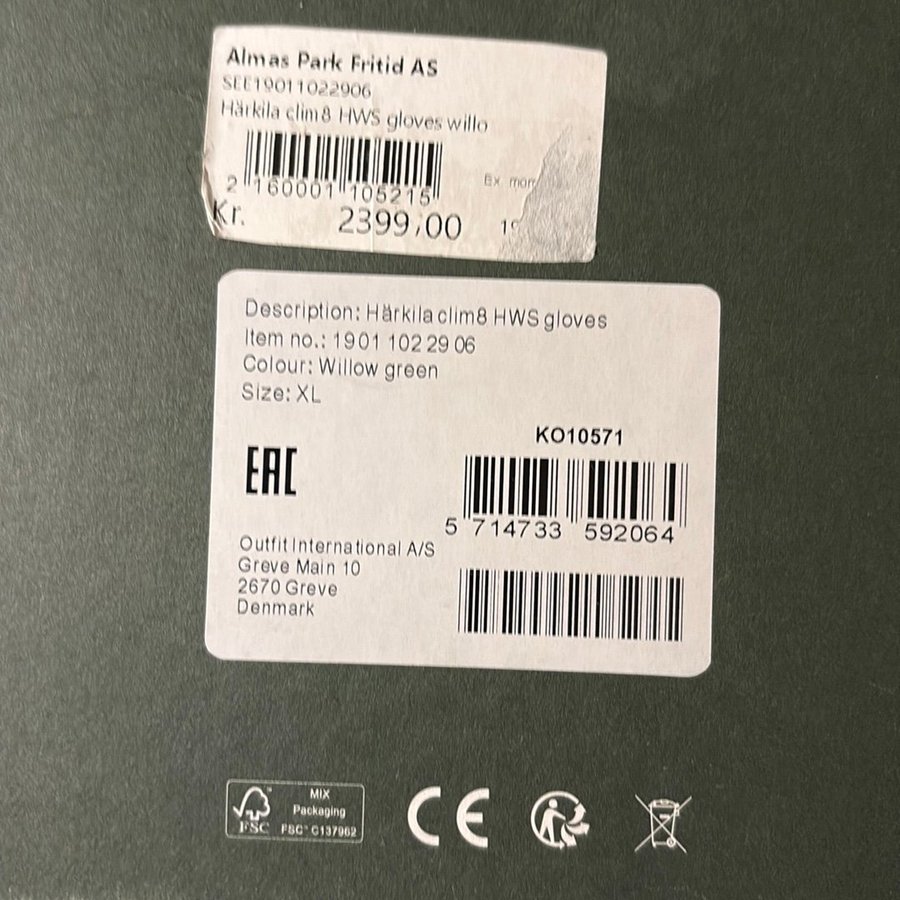 Almas Park Fritid AS
SEE19011022906
Härkila clim8 HWS gloves willo
2 160001 105215
Ex
Kr. 2399,00
Description: Härkila clim8 HWS gloves
Item no.: 1901 102 29 06
Colour: Willow green
Size: XL
KO10571
EAC
5 714733 592064
Outfit International A/S
Greve Main 10
2670 Greve
Denmark
MIX
Packaging
FSC™ C137962
FSC
CE